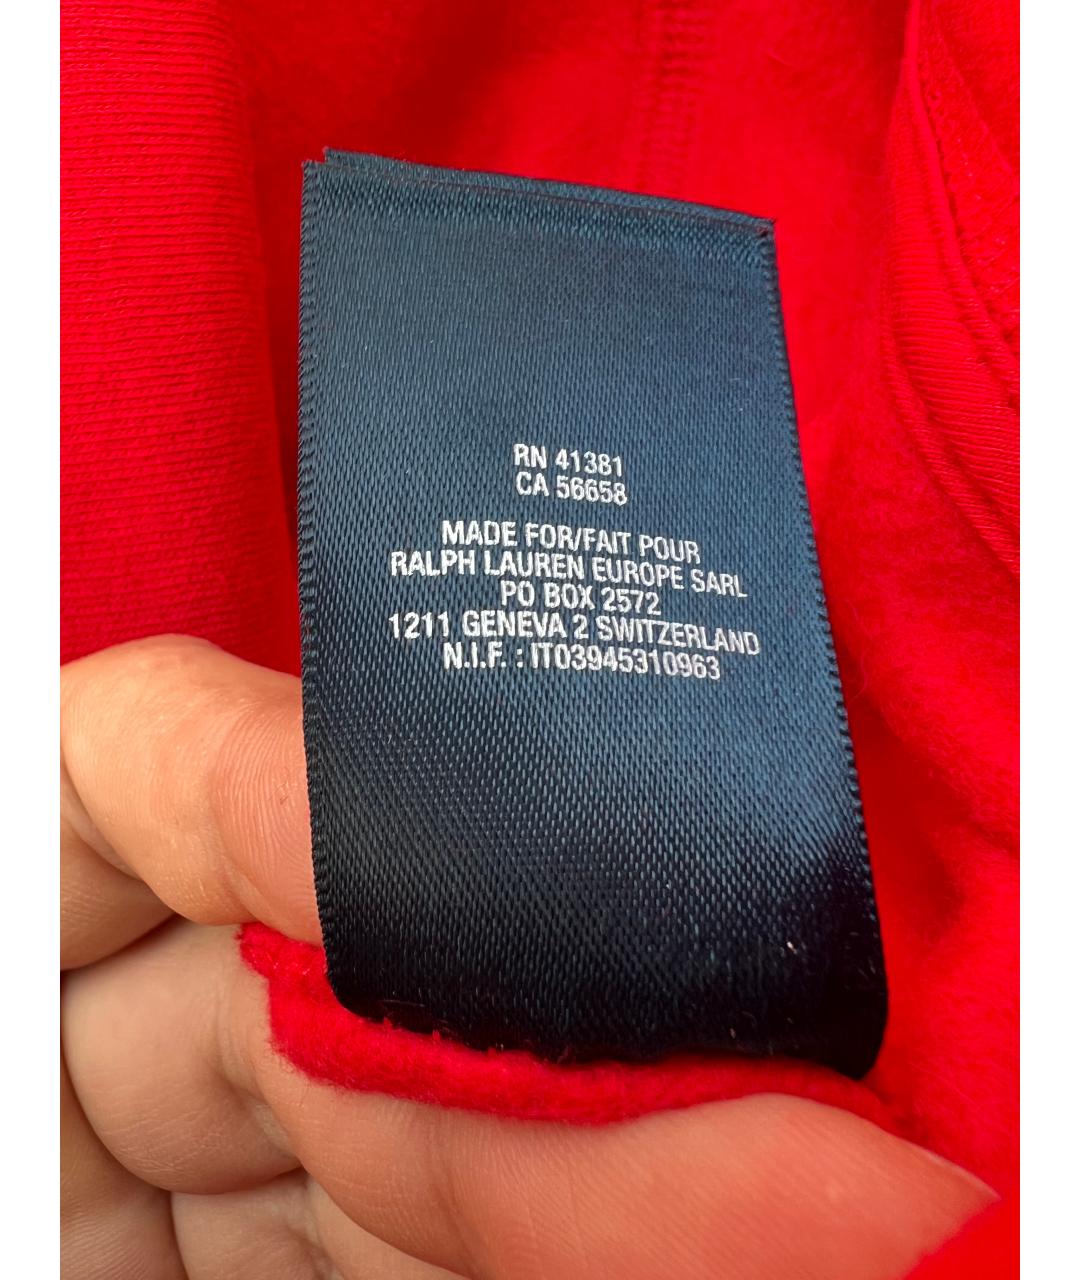 RN 41381
CA 56658
MADE FOR/FAIT POUR
RALPH LAUREN EUROPE SARL
PO BOX 2572
1211 GENEVA 2 SWITZERLAND
N.I.F. : IT03945310963